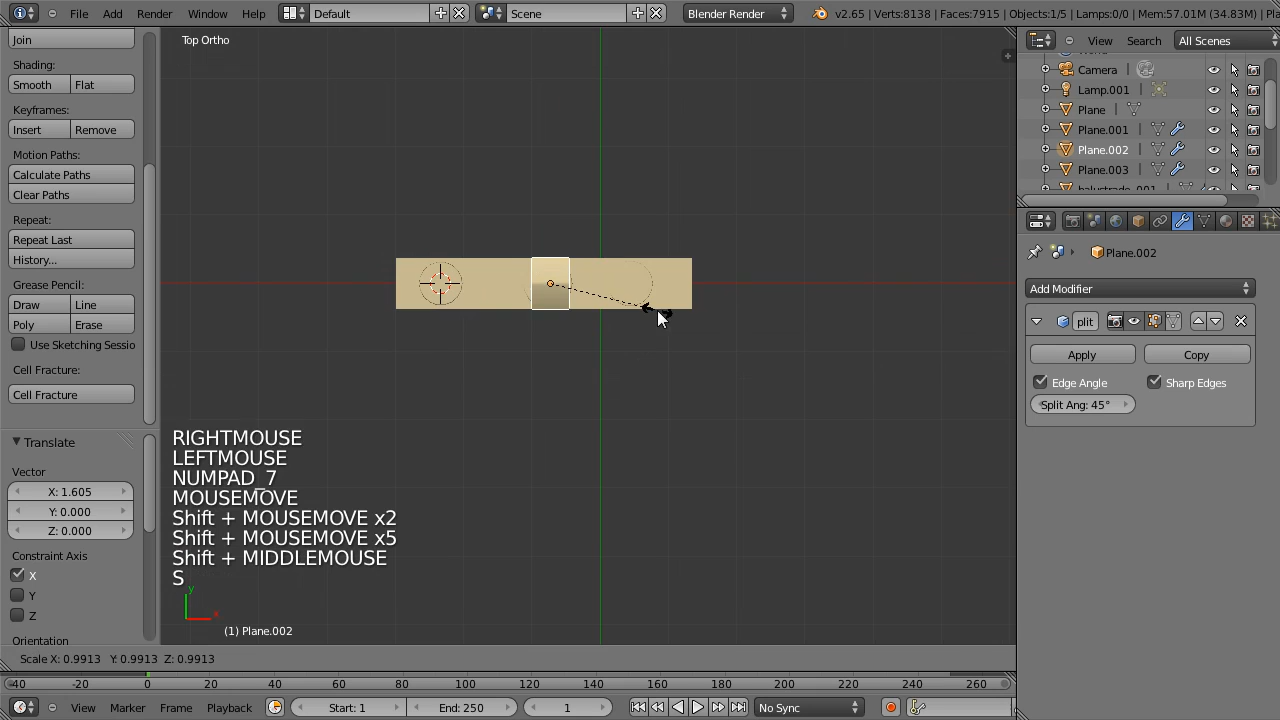 File Add Render Window Help Default Scene Blender Render v2.65 | Verts:8138 | Faces:7915 | Objects:1/5 | Lamps:0/0 | Mem:57.01M (34.83M) |
Join
Shading:
Smooth Flat
Keyframes:
Insert Remove
Motion Paths:
Calculate Paths
Clear Paths
Repeat:
Repeat Last
History...
Grease Pencil:
Draw Line
Poly Erase
Use Sketching Sessio
Cell Fracture:
Cell Fracture
Translate
Vector
X: 1.605
Y: 0.000
Z: 0.000
Constraint Axis
X
Y
Z
Orientation
Top Ortho
RIGHTMOUSE
LEFTMOUSE
NUMPAD_7
MOUSEMOVE
Shift + MOUSEMOVE x2
Shift + MOUSEMOVE x5
Shift + MIDDLEMOUSE
S
y
x
(1) Plane.002
Scale X: 0.9913 Y: 0.9913 Z: 0.9913
View Search All Scenes
Camera
Lamp.001
Plane
Plane.001
Plane.002
Plane.003
balustrade.001
Plane.002
Add Modifier
plit
Apply Copy
Edge Angle Sharp Edges
Split Ang: 45°
-40 -20 0 20 40 60 80 100 120 140 160 180 200 220 240 260
View Marker Frame Playback Start: 1 End: 250 1 No Sync